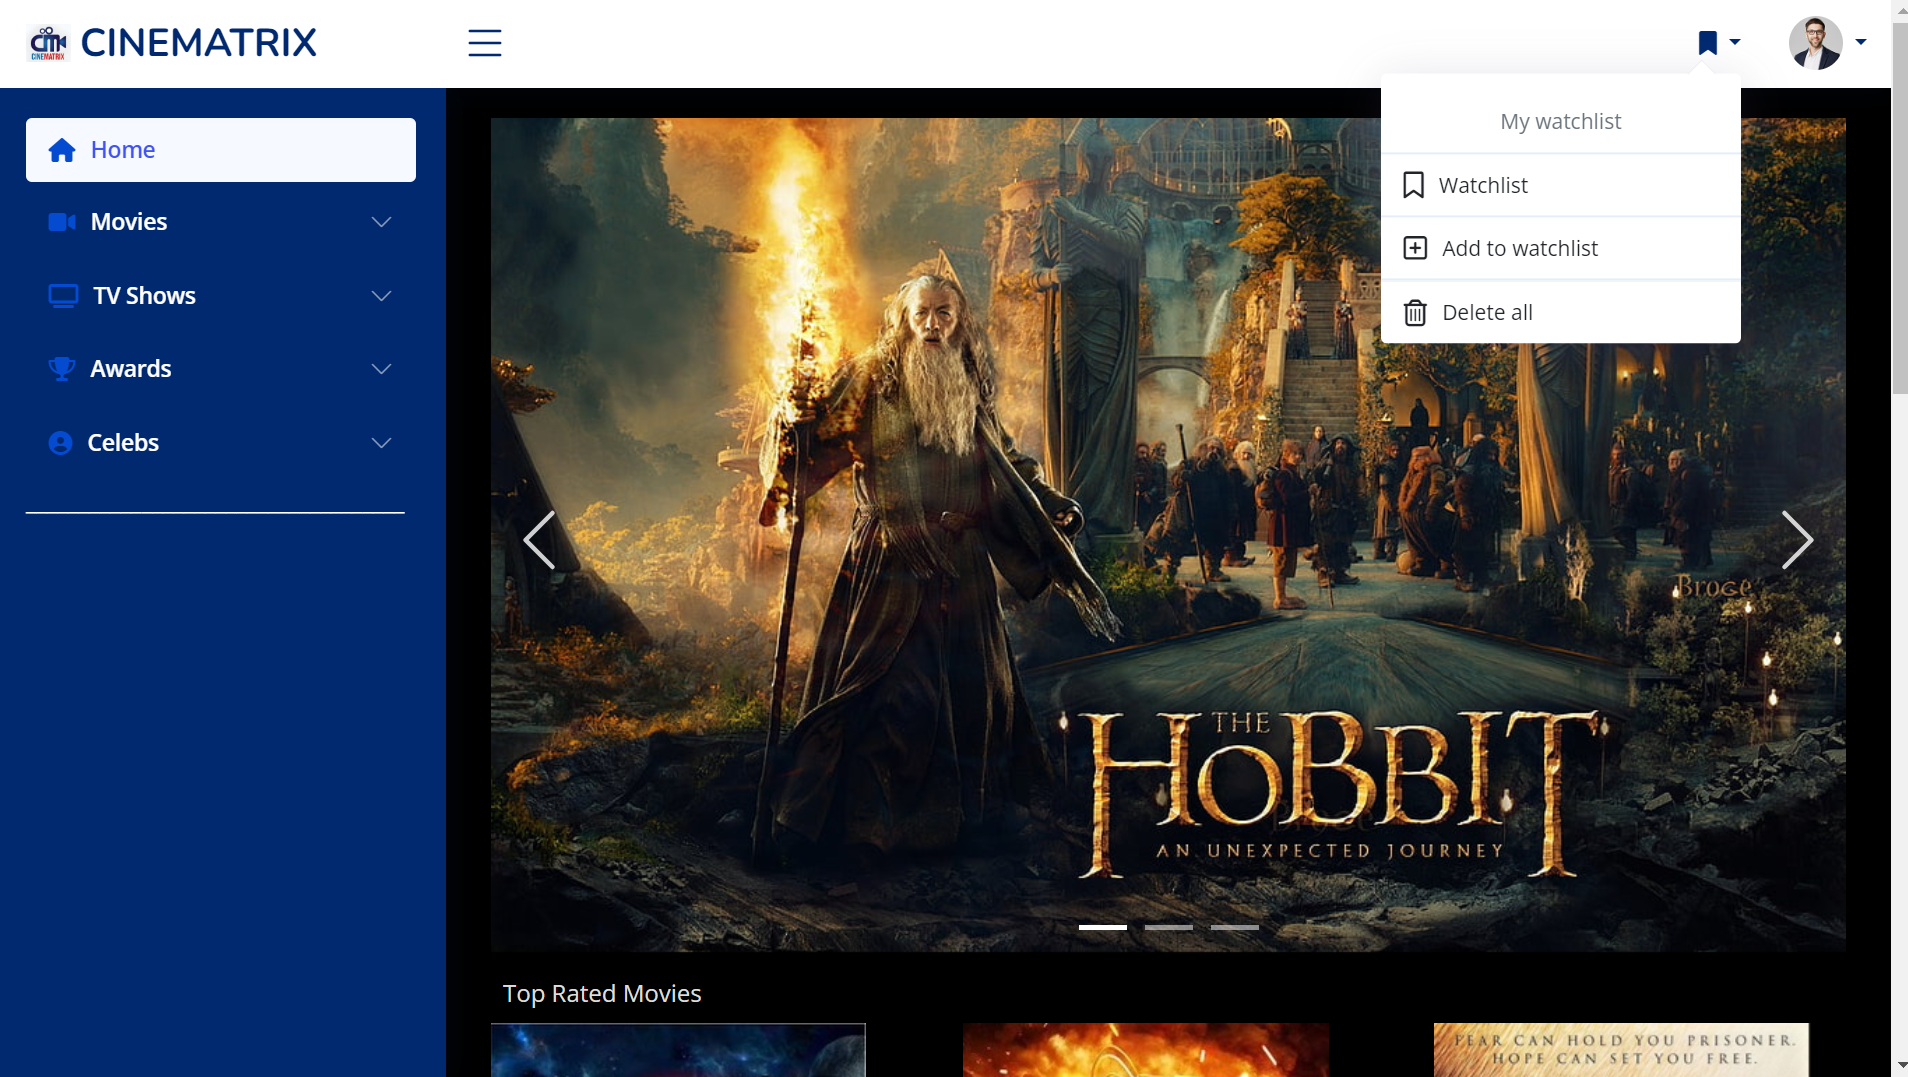 CINEMATRIX
CINEMATRIX
My watchlist
Watchlist
Add to watchlist
Delete all
Home
Movies
TV Shows
Awards
Celebs
Broce
THE
HOBBIT
AN UNEXPECTED JOURNEY
Top Rated Movies
FEAR CAN HOLD YOU PRISONER.
HOPE CAN SET YOU FREE.